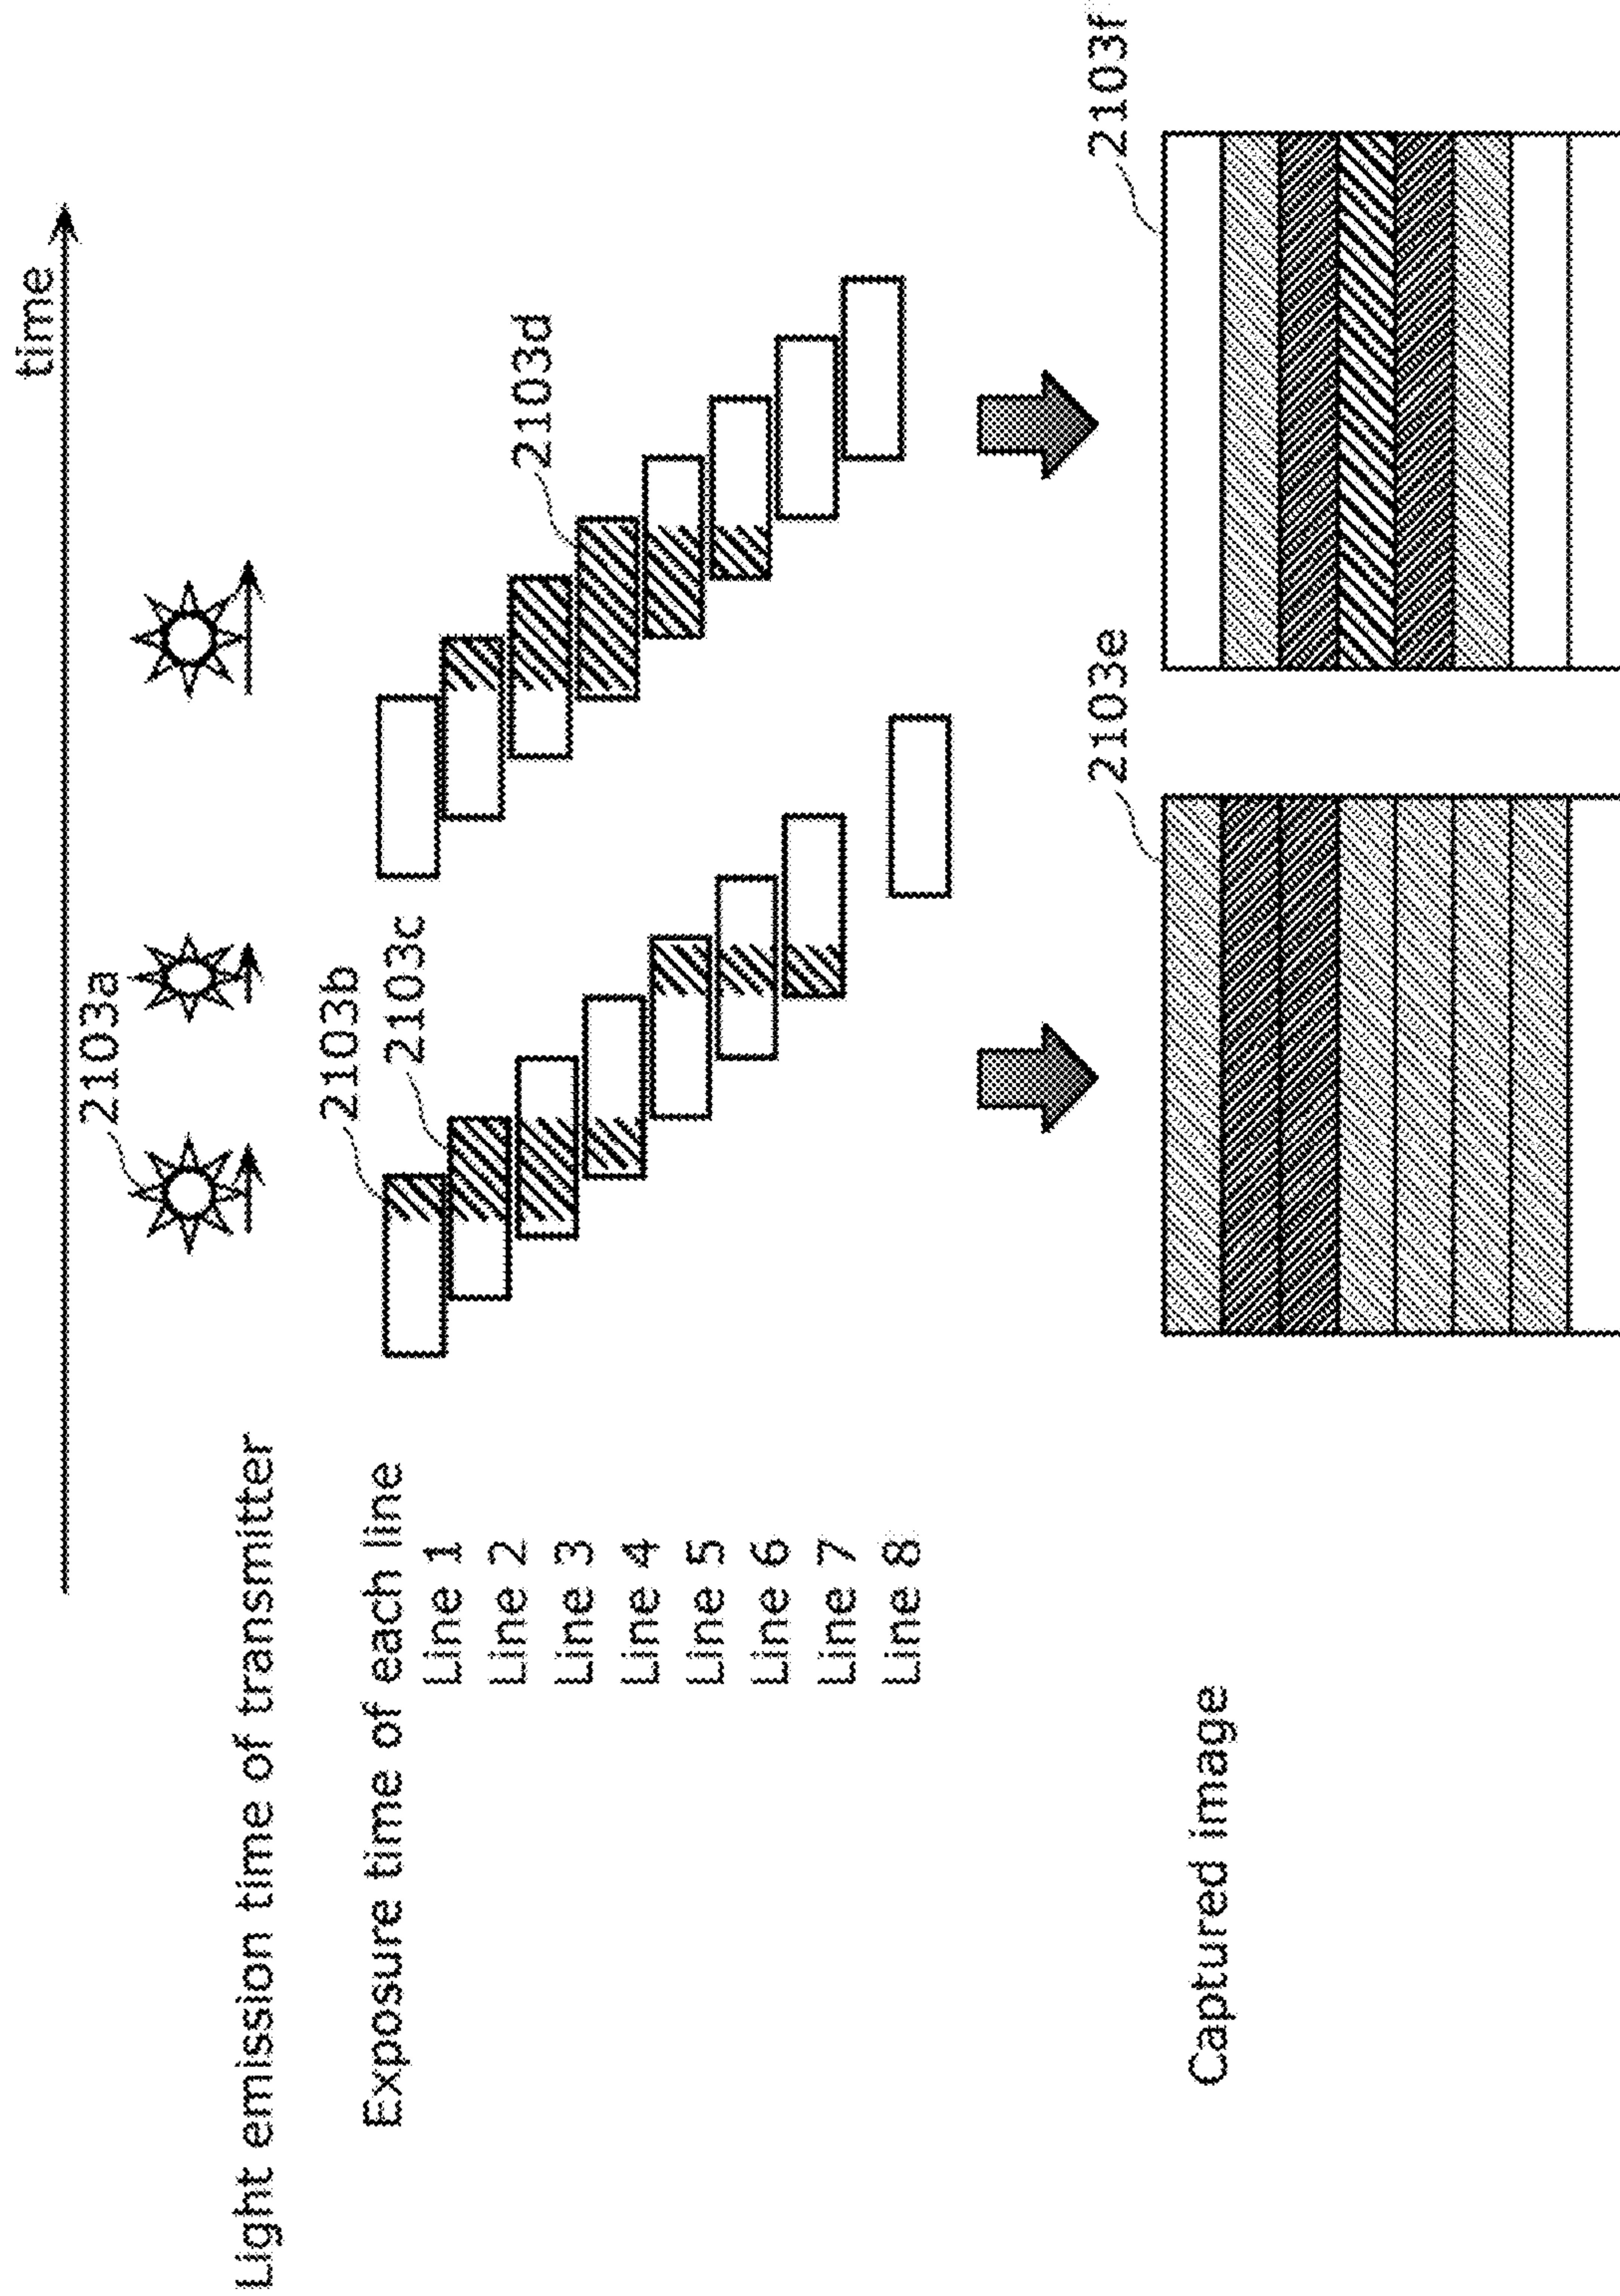 time
2103a
Light emission time of transmitter
2103b
2103c
2103d
Exposure time of each line
Line 1
Line 2
Line 3
Line 4
Line 5
Line 6
Line 7
Line 8
2103e
2103f
Captured image